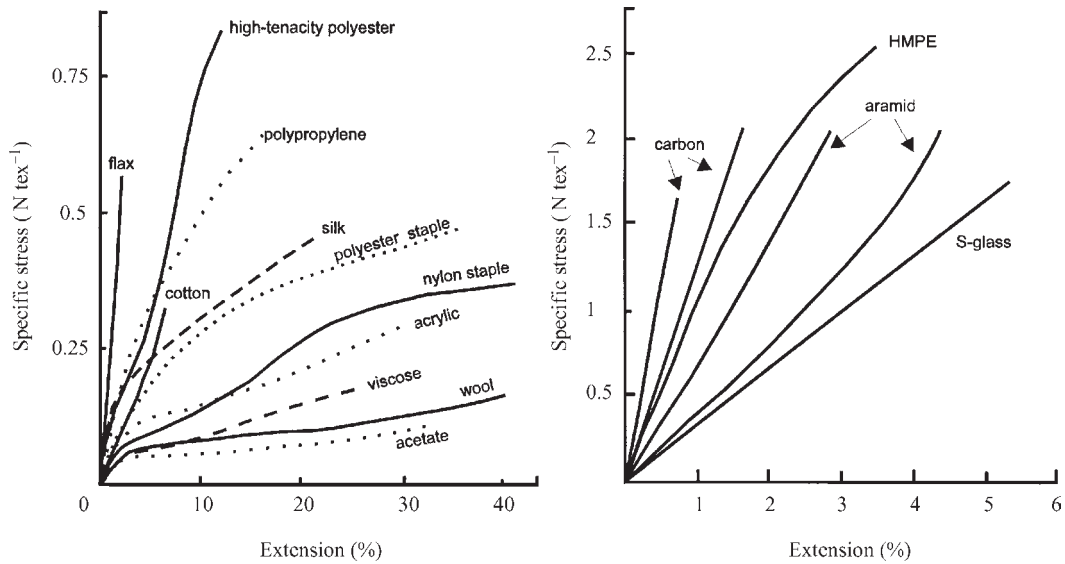 high-tenacity polyester
0.75
polypropylene
flax
0.5
silk
polyester staple
cotton
nylon staple
0.25
acrylic
viscose
wool
acetate
0
10
20
30
40
Extension (%)
Specific stress ( N tex⁻¹)
2.5
HMPE
2
aramid
carbon
1.5
S-glass
1
0.5
1
2
3
4
5
6
Extension (%)
Specific stress ( N tex⁻¹)